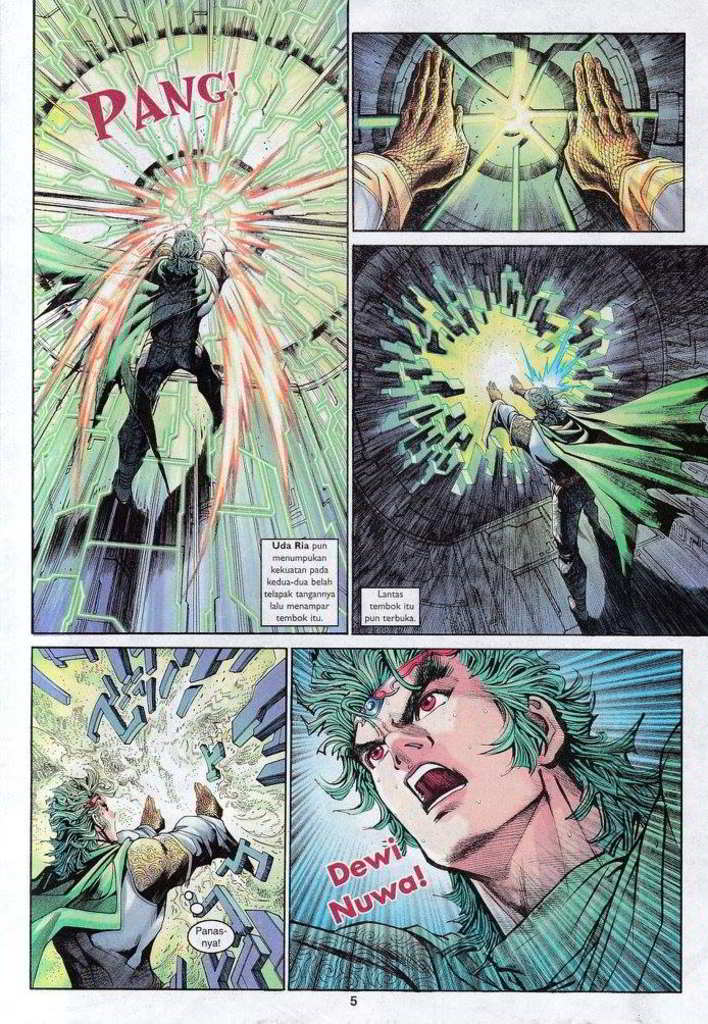 PANG!
Uda Ria pun
menumpukan
kekuatan pada
kedua-dua belah
telapak tangannya
lalu menampar
tembok itu.
Lantas
tembok itu
pun terbuka.
Panas-
nya!
Dewi
Nuwa!
5